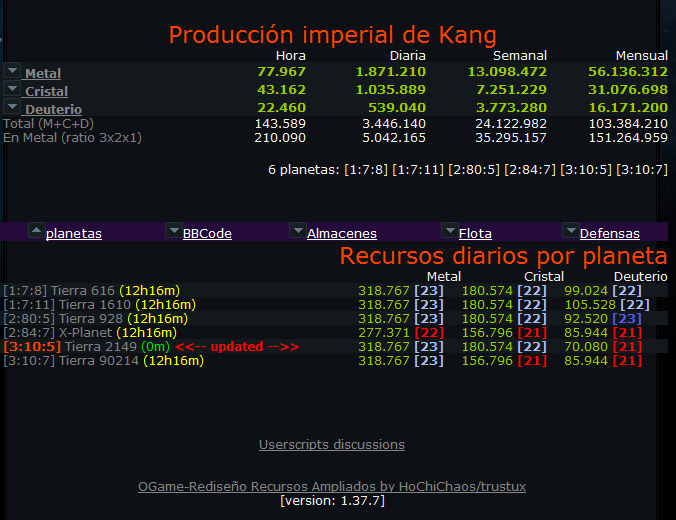 Producción imperial de Kang
Hora Diaria Semanal Mensual
Metal 77.967 1.871.210 13.098.472 56.136.312
Cristal 43.162 1.035.889 7.251.229 31.076.698
Deuterio 22.460 539.040 3.773.280 16.171.200
Total (M+C+D) 143.589 3.446.140 24.122.982 103.384.210
En Metal (ratio 3x2x1) 210.090 5.042.165 35.295.157 151.264.959
6 planetas: [1:7:8] [1:7:11] [2:80:5] [2:84:7] [3:10:5] [3:10:7]
planetas BBCode Almacenes Flota Defensas
Recursos diarios por planeta
Metal Cristal Deuterio
[1:7:8] Tierra 616 (12h16m) 318.767 [23] 180.574 [22] 99.024 [22]
[1:7:11] Tierra 1610 (12h16m) 318.767 [23] 180.574 [22] 105.528 [22]
[2:80:5] Tierra 928 (12h16m) 318.767 [23] 180.574 [22] 92.520 [23]
[2:84:7] X-Planet (12h16m) 277.371 [22] 156.796 [21] 85.944 [21]
[3:10:5] Tierra 2149 (0m) <<-- updated -->> 318.767 [23] 180.574 [22] 70.080 [21]
[3:10:7] Tierra 90214 (12h16m) 318.767 [23] 156.796 [21] 85.944 [21]
Userscripts discussions
OGame-Rediseño Recursos Ampliados by HoChiChaos/trustux
[version: 1.37.7]